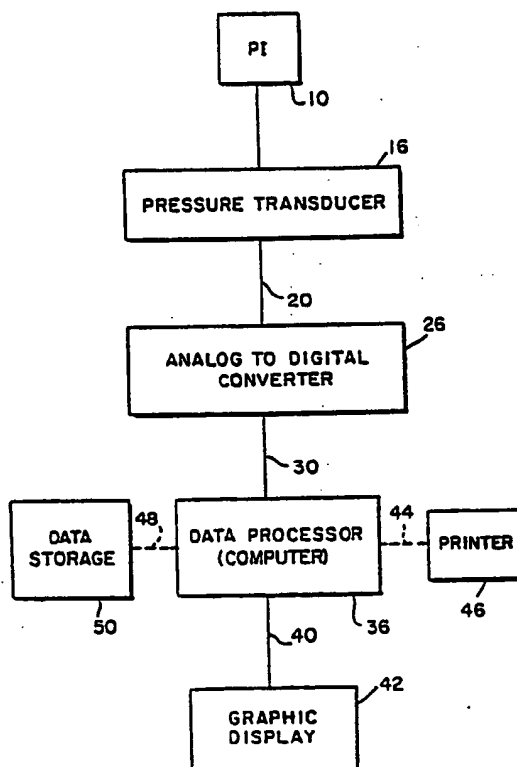 PI
10
16
PRESSURE TRANSDUCER
20
26
ANALOG TO DIGITAL
CONVERTER
30
DATA
STORAGE
50
48
DATA PROCESSOR
(COMPUTER)
36
44
PRINTER
46
40
42
GRAPHIC
DISPLAY